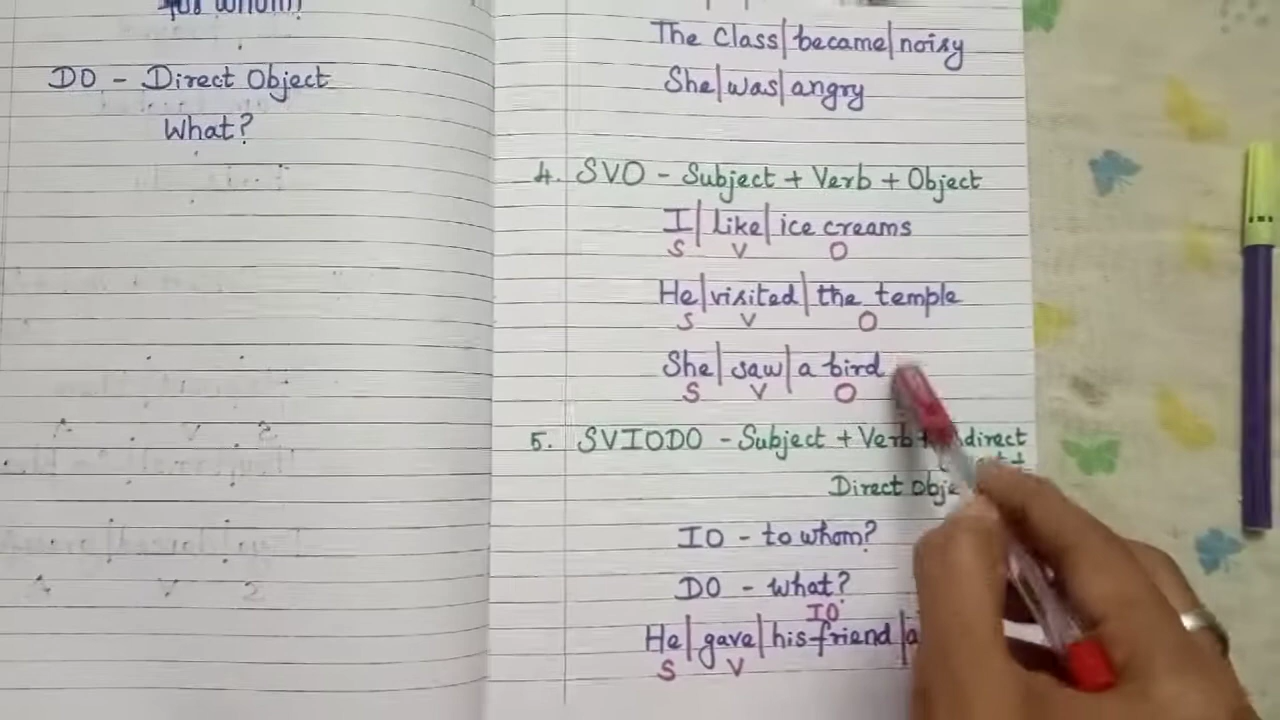 whom?
DO - Direct Object
What?
The Class| became| noisy
She| was| angry
4. SVO - Subject + Verb + Object
I| like| ice creams
S V O
He| visited| the temple
S V O
She| saw| a bird
S V O
5. SVIODO - Subject + Verb +
Direct
IO - to whom?
DO - what?
IO
He| gave| his friend|
S V